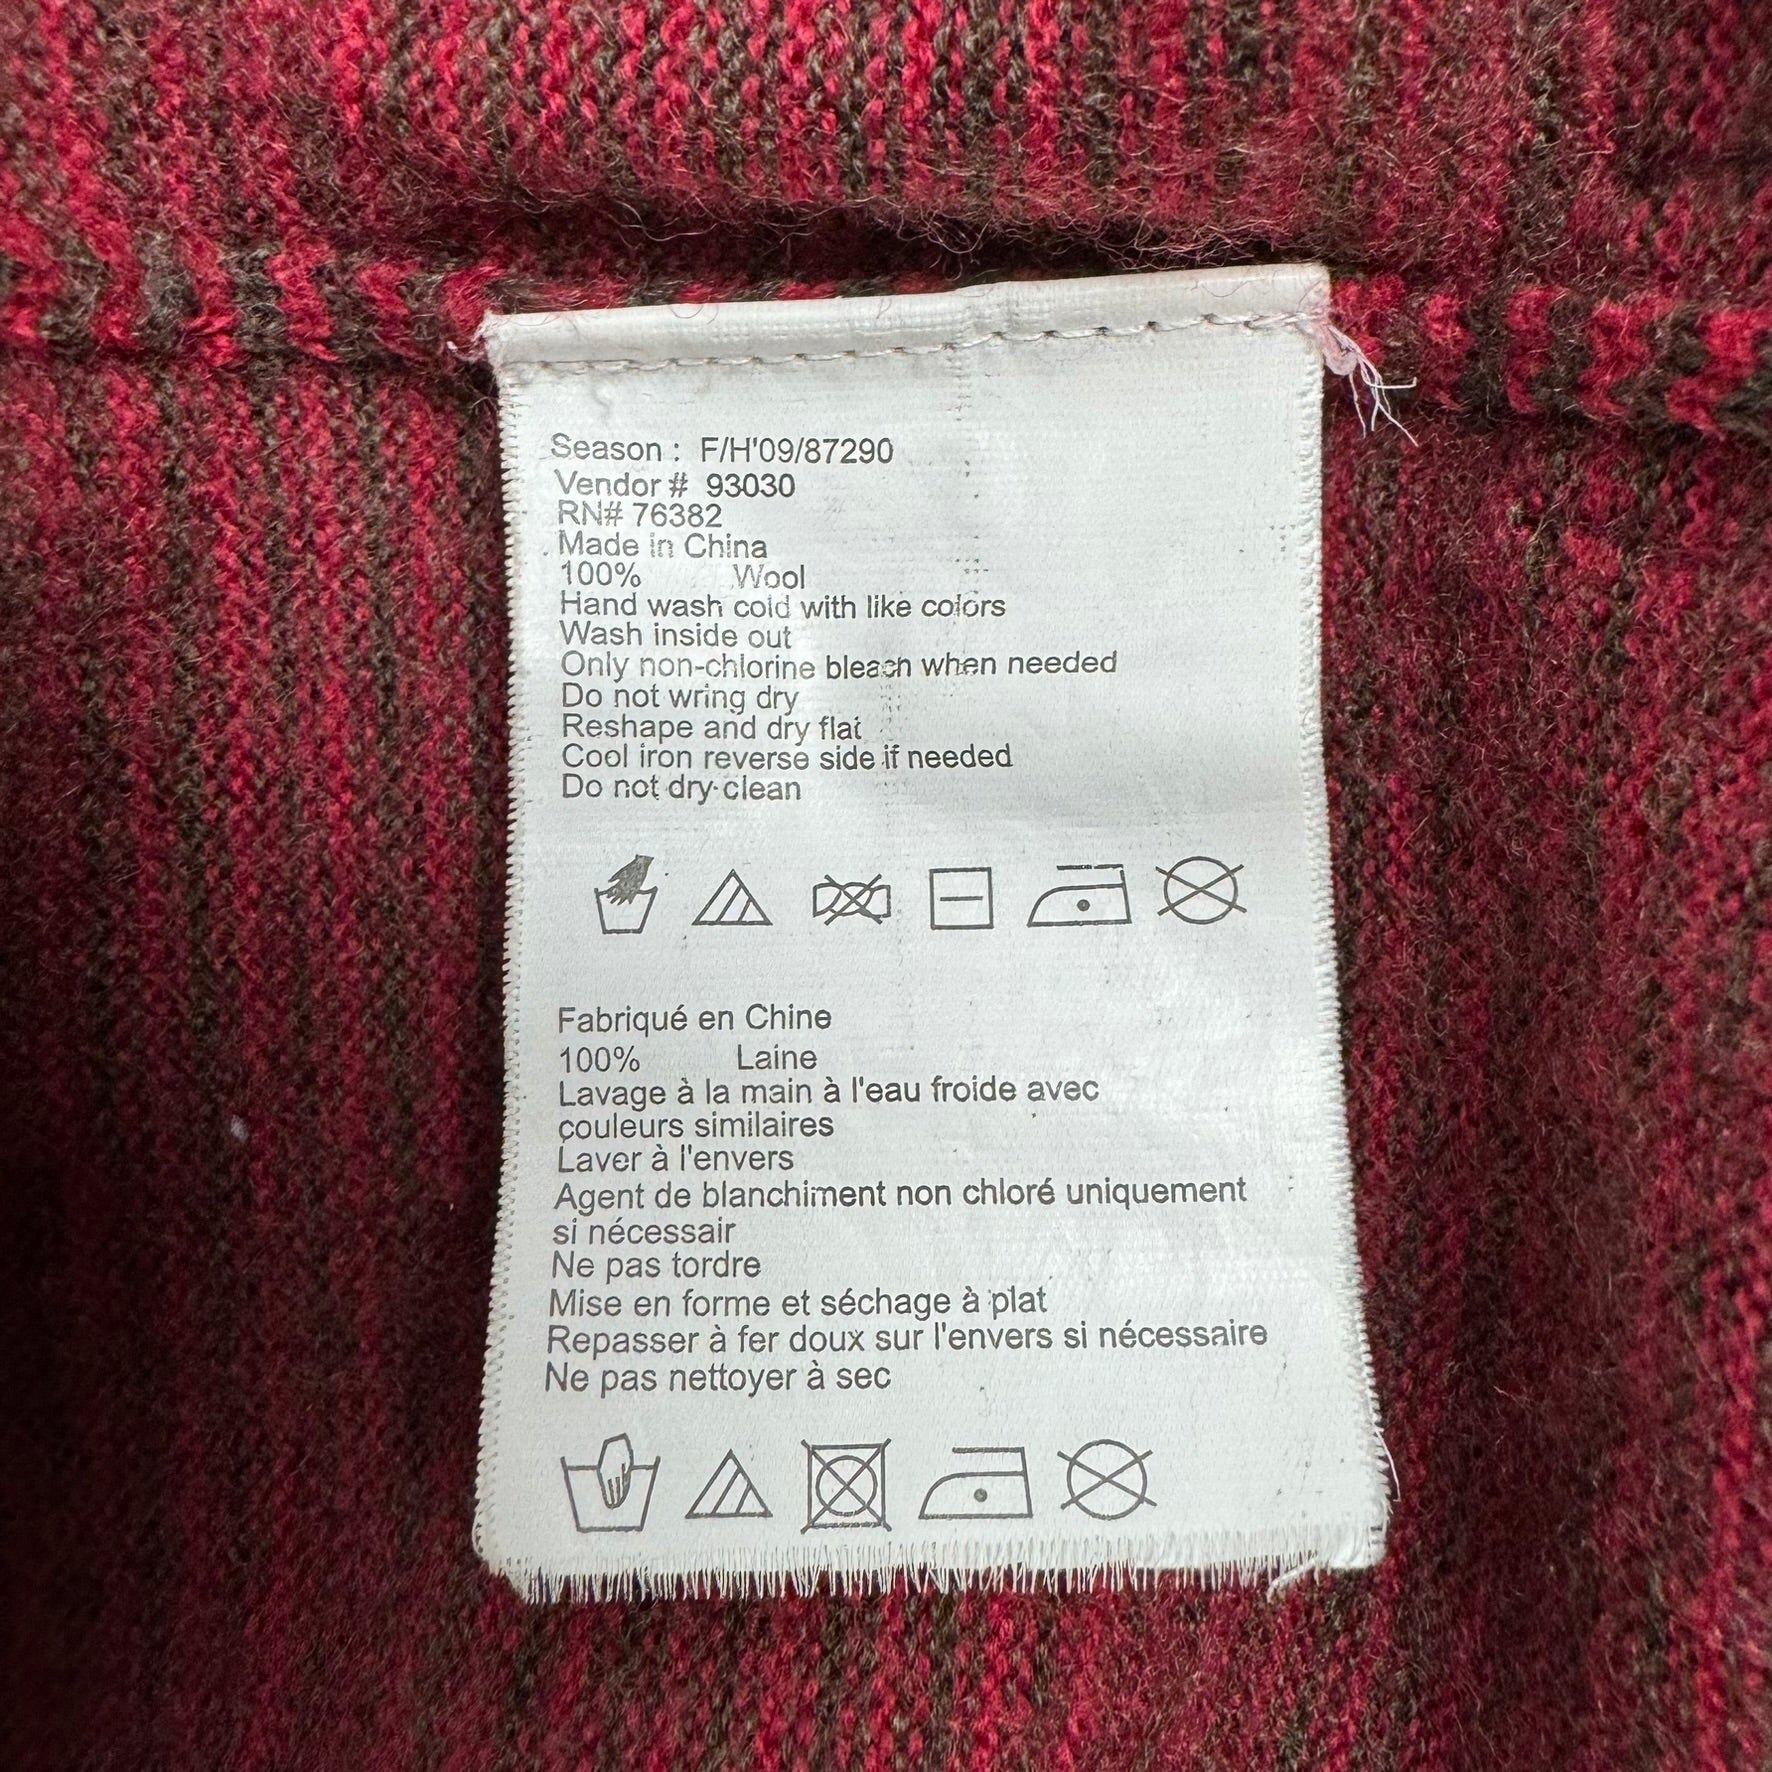 Season : F/H'09/87290
Vendor # 93030
RN# 76382
Made in China
100% Wool
Hand wash cold with like colors
Wash inside out
Only non-chlorine bleach when needed
Do not wring dry
Reshape and dry flat
Cool iron reverse side if needed
Do not dry clean
Fabriqué en Chine
100% Laine
Lavage à la main à l'eau froide avec
couleurs similaires
Laver à l'envers
Agent de blanchiment non chloré uniquement
si nécessair
Ne pas tordre
Mise en forme et séchage à plat
Repasser à fer doux sur l'envers si nécessaire
Ne pas nettoyer à sec